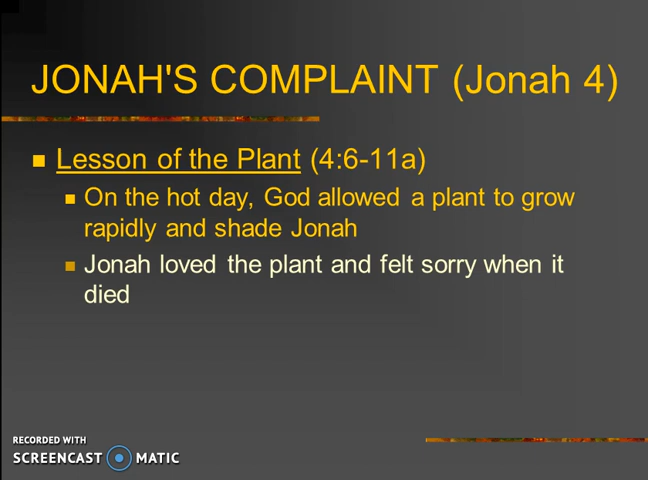 JONAH'S COMPLAINT (Jonah 4)
Lesson of the Plant (4:6-11a)
On the hot day, God allowed a plant to grow
rapidly and shade Jonah
Jonah loved the plant and felt sorry when it
died
RECORDED WITH
SCREENCAST MATIC